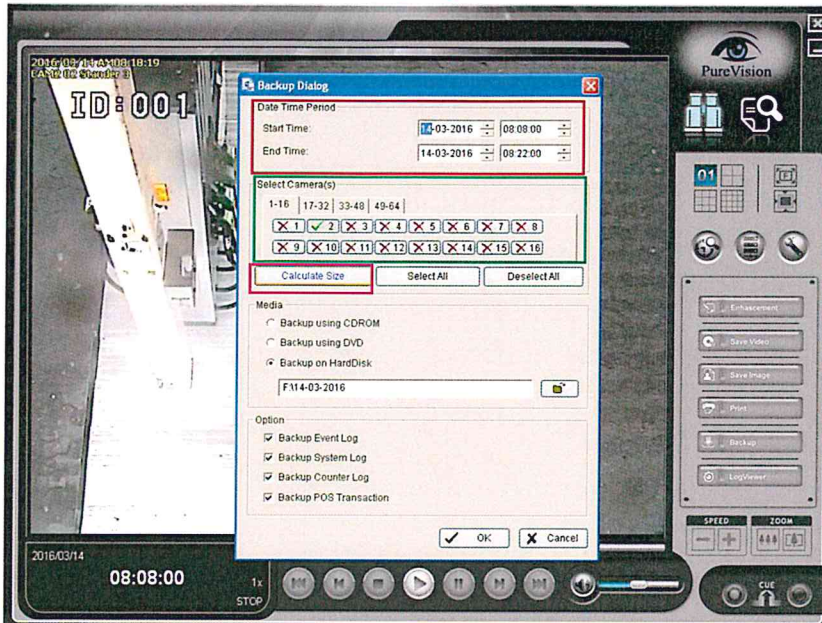 2016/03/14 AM08:18:19
ID:001
PureVision
Backup Dialog
Date Time Period
Start Time: 14-03-2016 08:08:00
End Time: 14-03-2016 08:22:00
Select Camera(s)
1-16 17-32 33-48 49-64
1 2 3 4 5 6 7 8
9 10 11 12 13 14 15 16
Calculate Size Select All Deselect All
Media
Backup using CDROM
Backup using DVD
Backup on HardDisk
F:\14-03-2016
Option
Backup Event Log
Backup System Log
Backup Counter Log
Backup POS Transaction
OK Cancel
01
Enhancement
Save Video
Save Image
Print
Backup
LogViewer
SPEED ZOOM
CUE
2016/03/14
08:08:00
1x
STOP